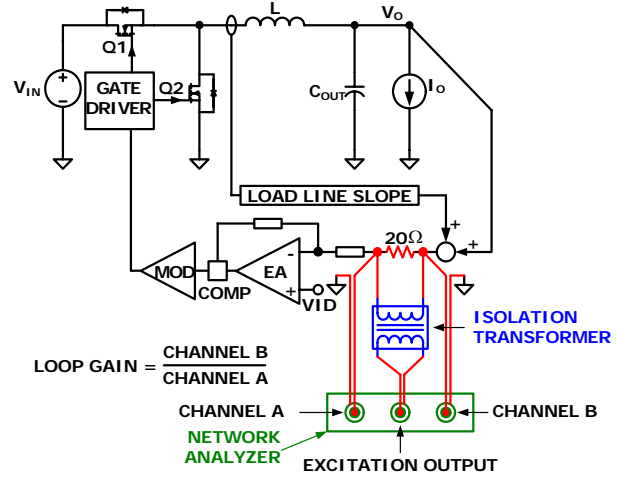 L
VO
Q1
VIN
+
−
GATE
DRIVER
Q2
COUT
IO
LOAD LINE SLOPE
+
+
20Ω
MOD
COMP
-
EA
+
VID
ISOLATION
TRANSFORMER
LOOP GAIN = CHANNEL B
CHANNEL A
CHANNEL A
CHANNEL B
NETWORK
ANALYZER
EXCITATION OUTPUT